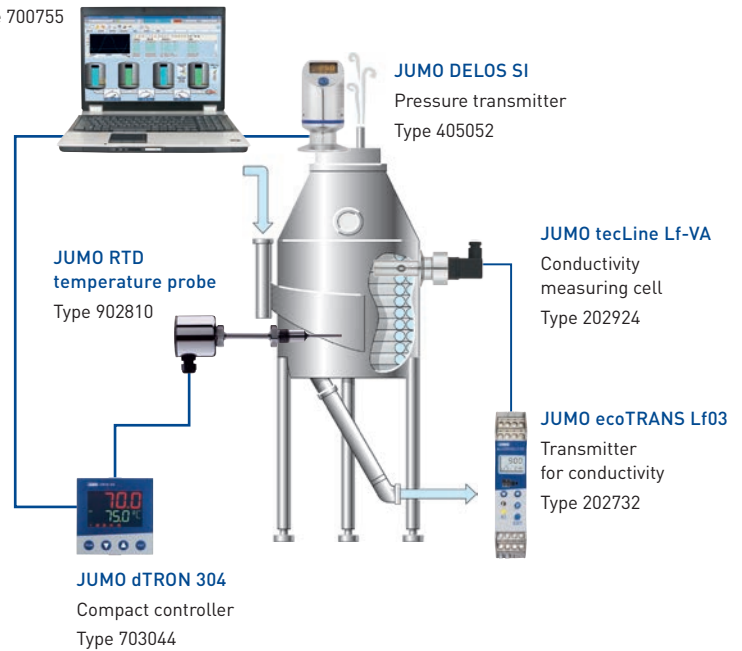 700755
JUMO DELOS SI
Pressure transmitter
Type 405052
JUMO tecLine Lf-VA
Conductivity
measuring cell
Type 202924
JUMO RTD
temperature probe
Type 902810
JUMO ecoTRANS Lf03
Transmitter
for conductivity
Type 202732
900
70.0
75.0 °C
JUMO dTRON 304
Compact controller
Type 703044